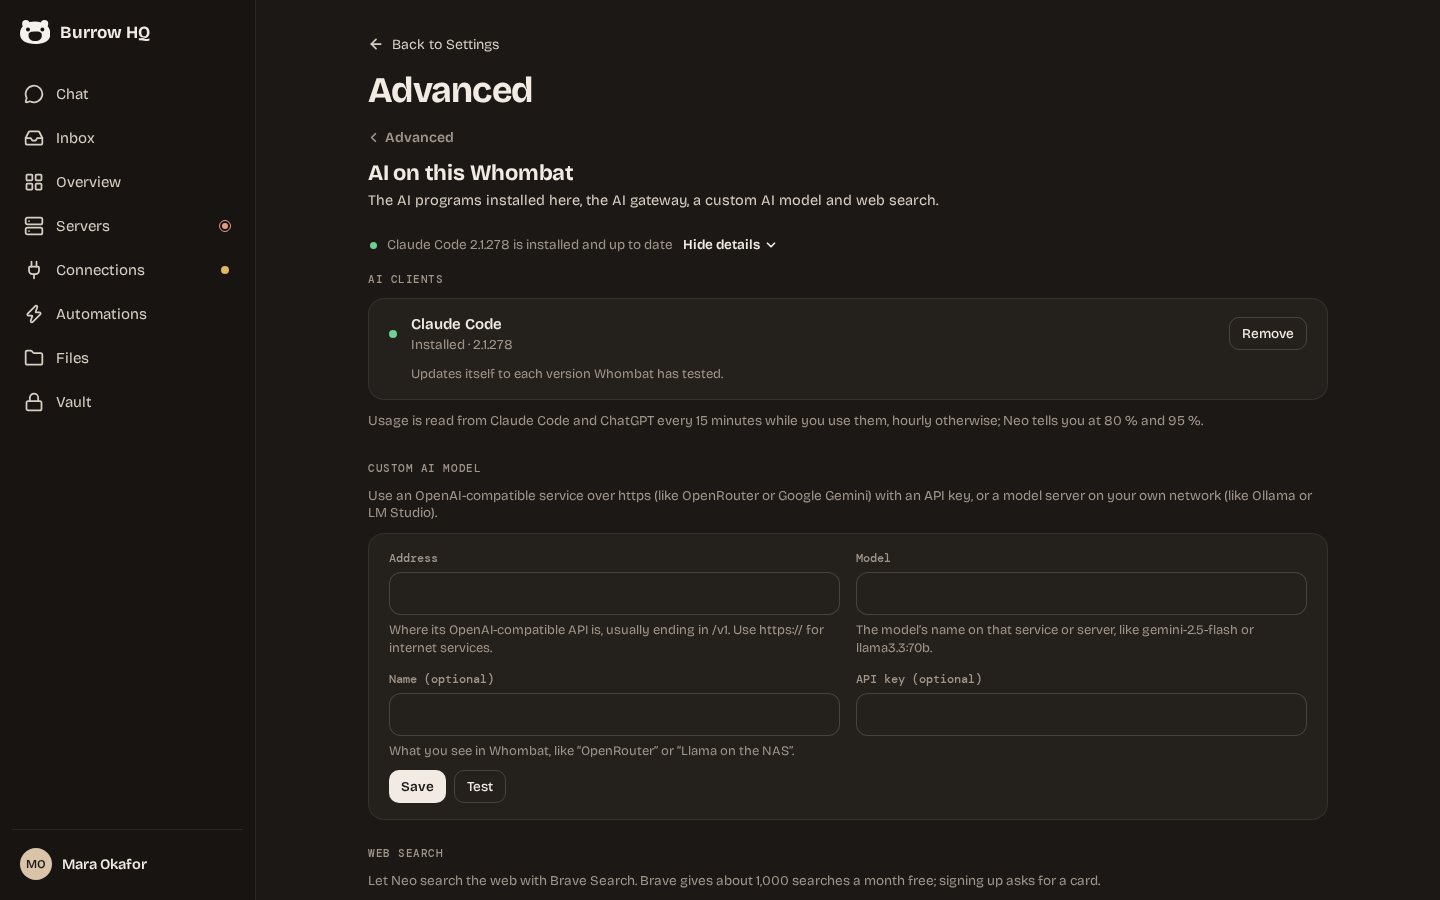 Burrow HQ
Chat
Inbox
Overview
Servers
Connections
Automations
Files
Vault
MO
Mara Okafor
Back to Settings
Advanced
Advanced
AI on this Whombat
The AI programs installed here, the AI gateway, a custom AI model and web search.
Claude Code 2.1.278 is installed and up to date Hide details
AI CLIENTS
Claude Code
Installed · 2.1.278
Remove
Updates itself to each version Whombat has tested.
Usage is read from Claude Code and ChatGPT every 15 minutes while you use them, hourly otherwise; Neo tells you at 80 % and 95 %.
CUSTOM AI MODEL
Use an OpenAI-compatible service over https (like OpenRouter or Google Gemini) with an API key, or a model server on your own network (like Ollama or
LM Studio).
Address
Where its OpenAI-compatible API is, usually ending in /v1. Use https:// for
internet services.
Model
The model’s name on that service or server, like gemini-2.5-flash or
llama3.3:70b.
Name (optional)
What you see in Whombat, like “OpenRouter” or “Llama on the NAS”.
API key (optional)
Save
Test
WEB SEARCH
Let Neo search the web with Brave Search. Brave gives about 1,000 searches a month free; signing up asks for a card.